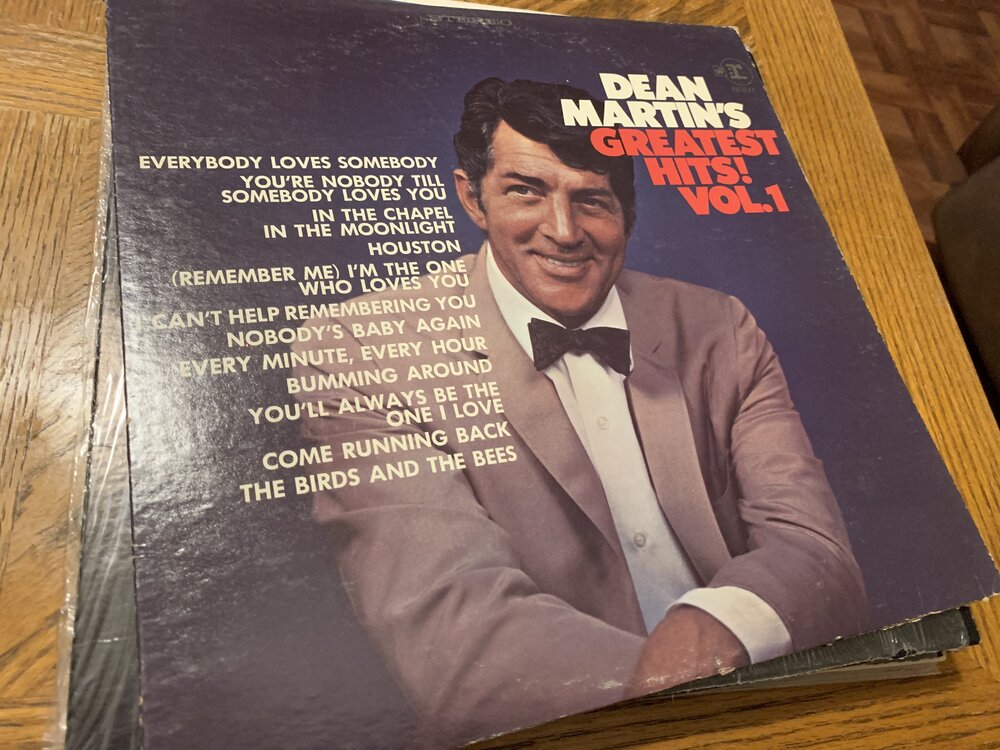 STEREO
DEAN
MARTIN'S
GREATEST
HITS!
VOL.1
EVERYBODY LOVES SOMEBODY
YOU'RE NOBODY TILL
SOMEBODY LOVES YOU
IN THE CHAPEL
IN THE MOONLIGHT
HOUSTON
(REMEMBER ME) I'M THE ONE
WHO LOVES YOU
I CAN'T HELP REMEMBERING YOU
NOBODY'S BABY AGAIN
EVERY MINUTE, EVERY HOUR
BUMMING AROUND
YOU'LL ALWAYS BE THE
ONE I LOVE
COME RUNNING BACK
THE BIRDS AND THE BEES